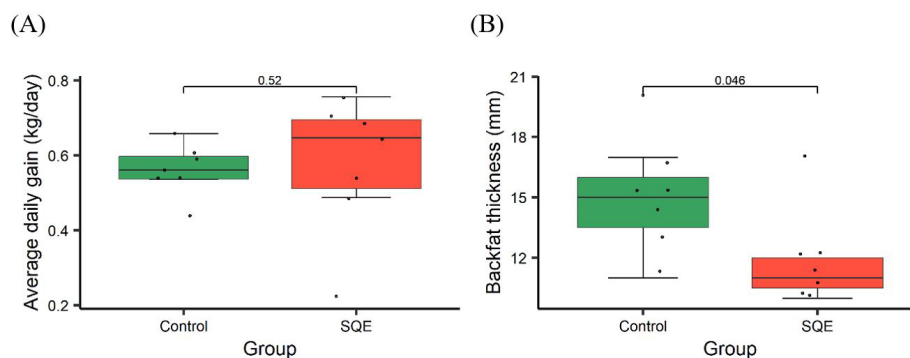 (A)
(B)
Average daily gain (kg/day)
0.8
0.6
0.4
0.2
0.52
Control
SQE
Group
Backfat thickness (mm)
21
18
15
12
0.046
Control
SQE
Group